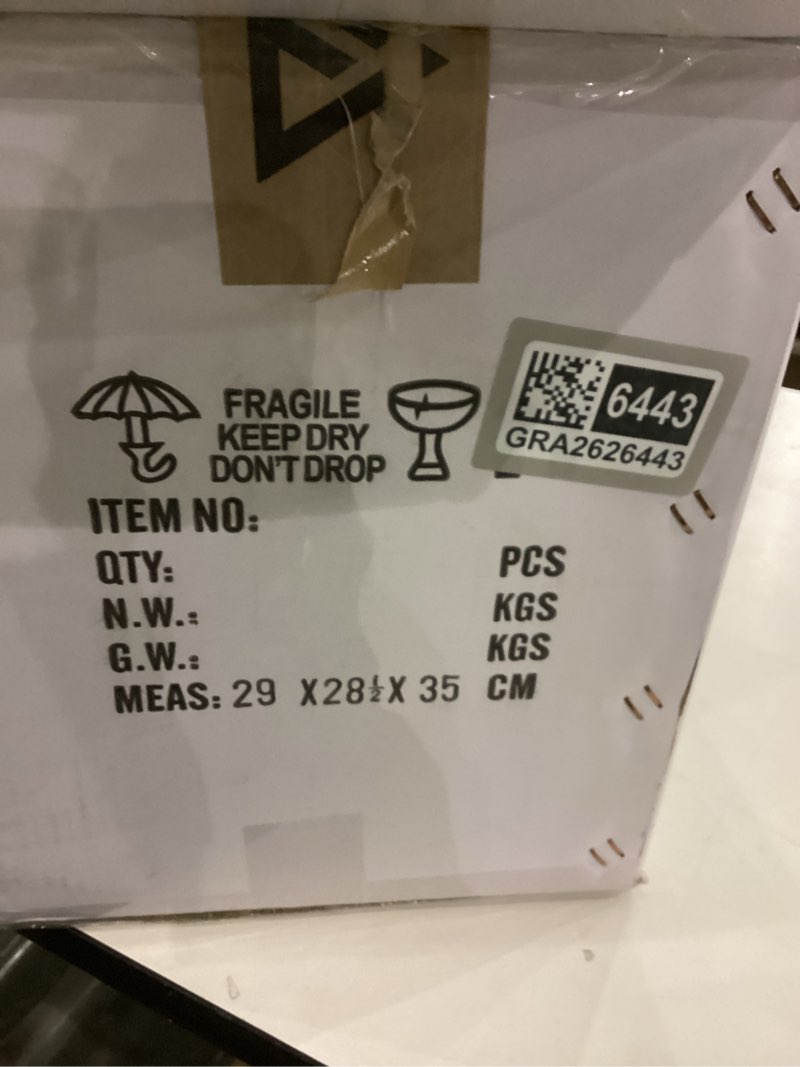 FRAGILE
KEEP DRY
DON'T DROP
6443
GRA2626443
ITEM NO:
QTY: PCS
N.W.: KGS
G.W.: KGS
MEAS: 29 X28½X 35 CM